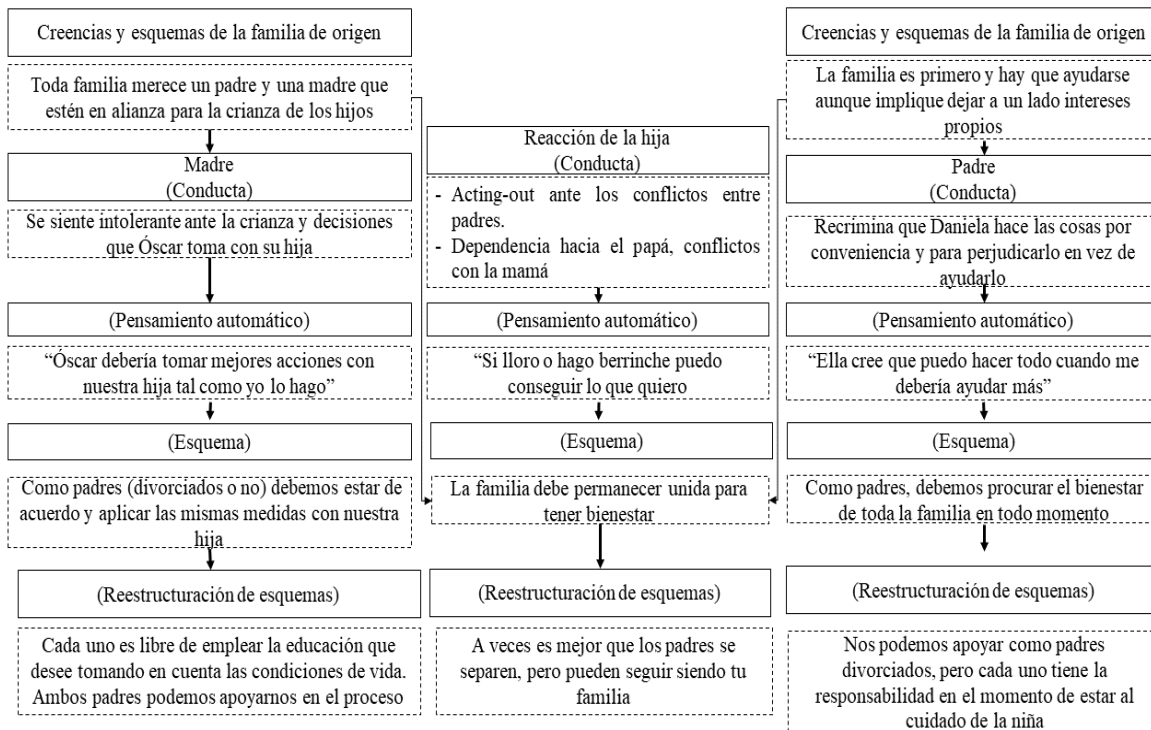 Creencias y esquemas de la familia de origen
Toda familia merece un padre y una madre que
estén en alianza para la crianza de los hijos
Madre
(Conducta)
Se siente intolerante ante la crianza y decisiones
que Óscar toma con su hija
(Pensamiento automático)
“Óscar debería tomar mejores acciones con
nuestra hija tal como yo lo hago”
(Esquema)
Como padres (divorciados o no) debemos estar de
acuerdo y aplicar las mismas medidas con nuestra
hija
(Reestructuración de esquemas)
Cada uno es libre de emplear la educación que
desee tomando en cuenta las condiciones de vida.
Ambos padres podemos apoyarnos en el proceso
Reacción de la hija
(Conducta)
- Acting-out ante los conflictos entre
padres.
- Dependencia hacia el papá, conflictos
con la mamá
(Pensamiento automático)
“Si lloro o hago berrinche puedo
conseguir lo que quiero
(Esquema)
La familia debe permanecer unida para
tener bienestar
(Reestructuración de esquemas)
A veces es mejor que los padres se
separen, pero pueden seguir siendo tu
familia
Creencias y esquemas de la familia de origen
La familia es primero y hay que ayudarse
aunque implique dejar a un lado intereses
propios
Padre
(Conducta)
Recrimina que Daniela hace las cosas por
conveniencia y para perjudicarlo en vez de
ayudarlo
(Pensamiento automático)
“Ella cree que puedo hacer todo cuando me
debería ayudar más”
(Esquema)
Como padres, debemos procurar el bienestar
de toda la familia en todo momento
(Reestructuración de esquemas)
Nos podemos apoyar como padres
divorciados, pero cada uno tiene la
responsabilidad en el momento de estar al
cuidado de la niña